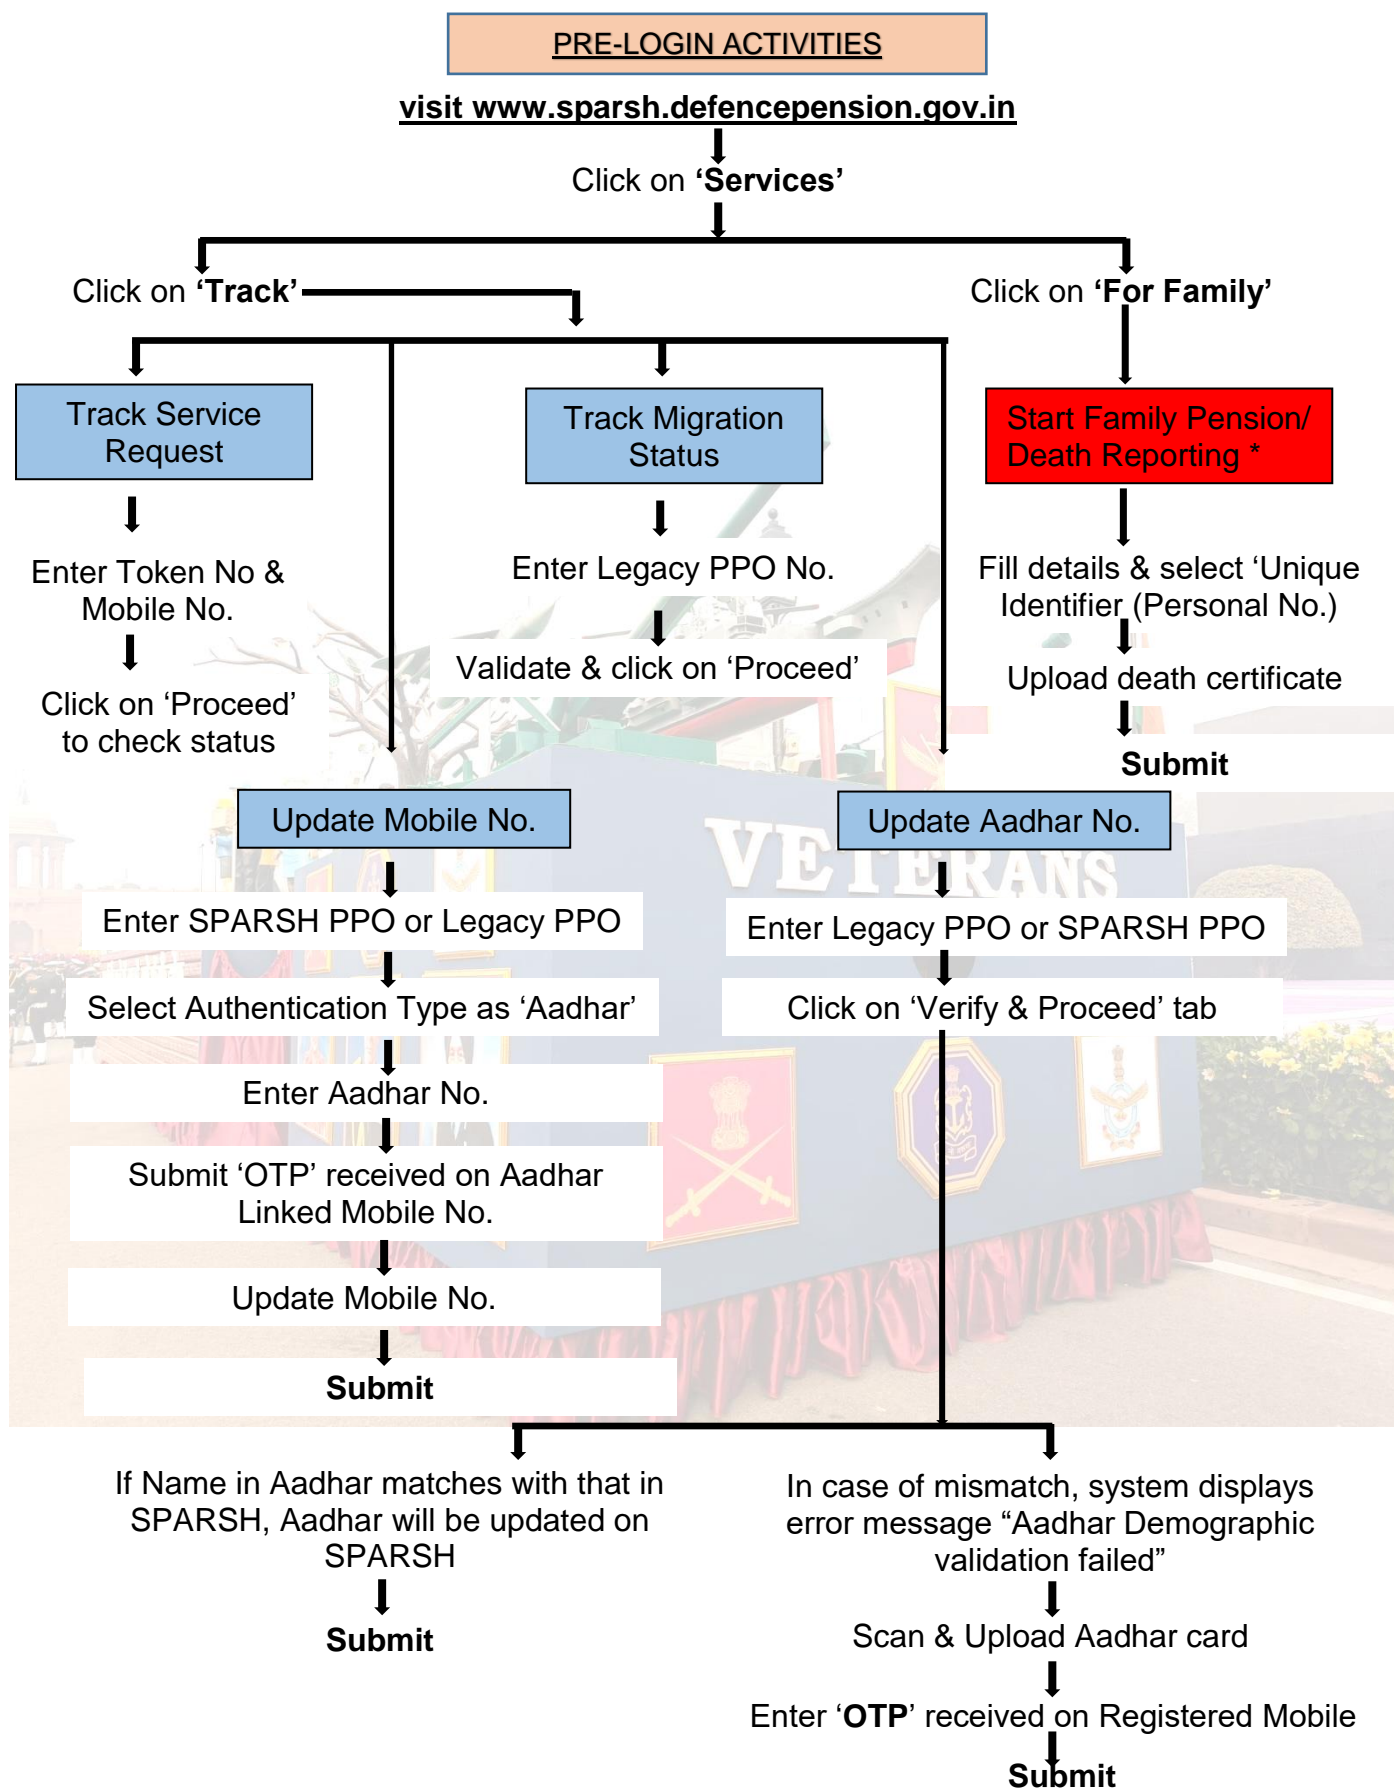 PRE-LOGIN ACTIVITIES
visit www.sparsh.defencepension.gov.in
Click on ‘Services’
Click on ‘Track’
Click on ‘For Family’
Track Service
Request
Track Migration
Status
Start Family Pension/
Death Reporting *
Enter Token No &
Mobile No.
Enter Legacy PPO No.
Fill details & select ‘Unique
Identifier (Personal No.)
Click on ‘Proceed’
to check status
Validate & click on ‘Proceed’
Upload death certificate
Submit
Update Mobile No.
Update Aadhar No.
VETERANS
Enter SPARSH PPO or Legacy PPO
Enter Legacy PPO or SPARSH PPO
Select Authentication Type as ‘Aadhar’
Click on ‘Verify & Proceed’ tab
Enter Aadhar No.
Submit ‘OTP’ received on Aadhar
Linked Mobile No.
Update Mobile No.
Submit
If Name in Aadhar matches with that in
SPARSH, Aadhar will be updated on
SPARSH
Submit
In case of mismatch, system displays
error message “Aadhar Demographic
validation failed”
Scan & Upload Aadhar card
Enter ‘OTP’ received on Registered Mobile
Submit